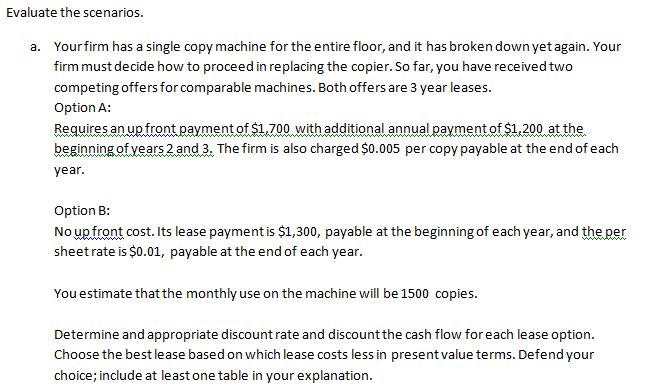 Evaluate the scenarios.
a. Your firm has a single copy machine for the entire floor, and it has broken down yet again. Your
firm must decide how to proceed in replacing the copier. So far, you have received two
competing offers for comparable machines. Both offers are 3 year leases.
Option A:
Requires an up front payment of $1,700 with additional annual payment of $1,200 at the
beginning of years 2 and 3. The firm is also charged $0.005 per copy payable at the end of each
year.
Option B:
No up front cost. Its lease payment is $1,300, payable at the beginning of each year, and the per
sheet rate is $0.01, payable at the end of each year.
You estimate that the monthly use on the machine will be 1500 copies.
Determine and appropriate discount rate and discount the cash flow for each lease option.
Choose the best lease based on which lease costs less in present value terms. Defend your
choice; include at least one table in your explanation.